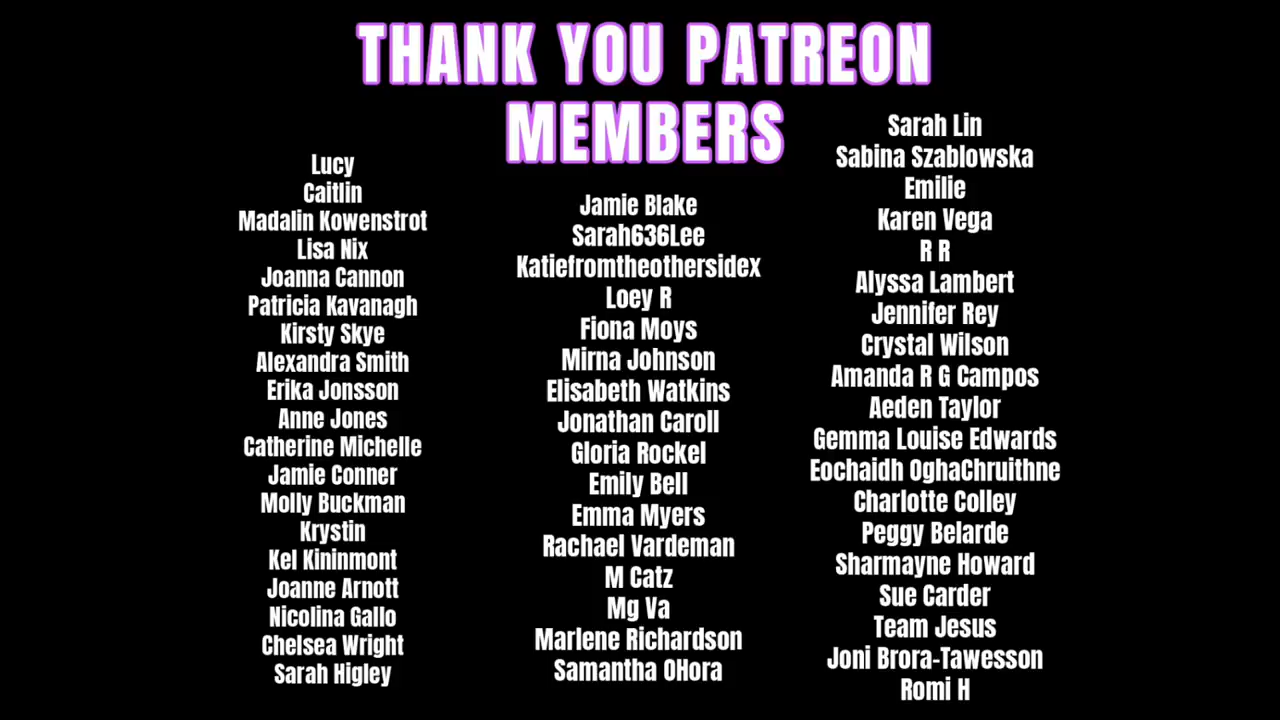 THANK YOU PATREON
MEMBERS
Lucy
Caitlin
Madalin Kowenstrot
Lisa Nix
Joanna Cannon
Patricia Kavanagh
Kirsty Skye
Alexandra Smith
Erika Jonsson
Anne Jones
Catherine Michelle
Jamie Conner
Molly Buckman
Krystin
Kel Kininmont
Joanne Arnott
Nicolina Gallo
Chelsea Wright
Sarah Higley
Jamie Blake
Sarah636Lee
Katiefromtheothersidex
Loey R
Fiona Moys
Mirna Johnson
Elisabeth Watkins
Jonathan Caroll
Gloria Rockel
Emily Bell
Emma Myers
Rachael Vardeman
M Catz
Mg Va
Marlene Richardson
Samantha OHora
Sarah Lin
Sabina Szablowska
Emilie
Karen Vega
R R
Alyssa Lambert
Jennifer Rey
Crystal Wilson
Amanda R G Campos
Aeden Taylor
Gemma Louise Edwards
Eochaidh OghaChruithne
Charlotte Colley
Peggy Belarde
Sharmayne Howard
Sue Carder
Team Jesus
Joni Brora-Tawesson
Romi H